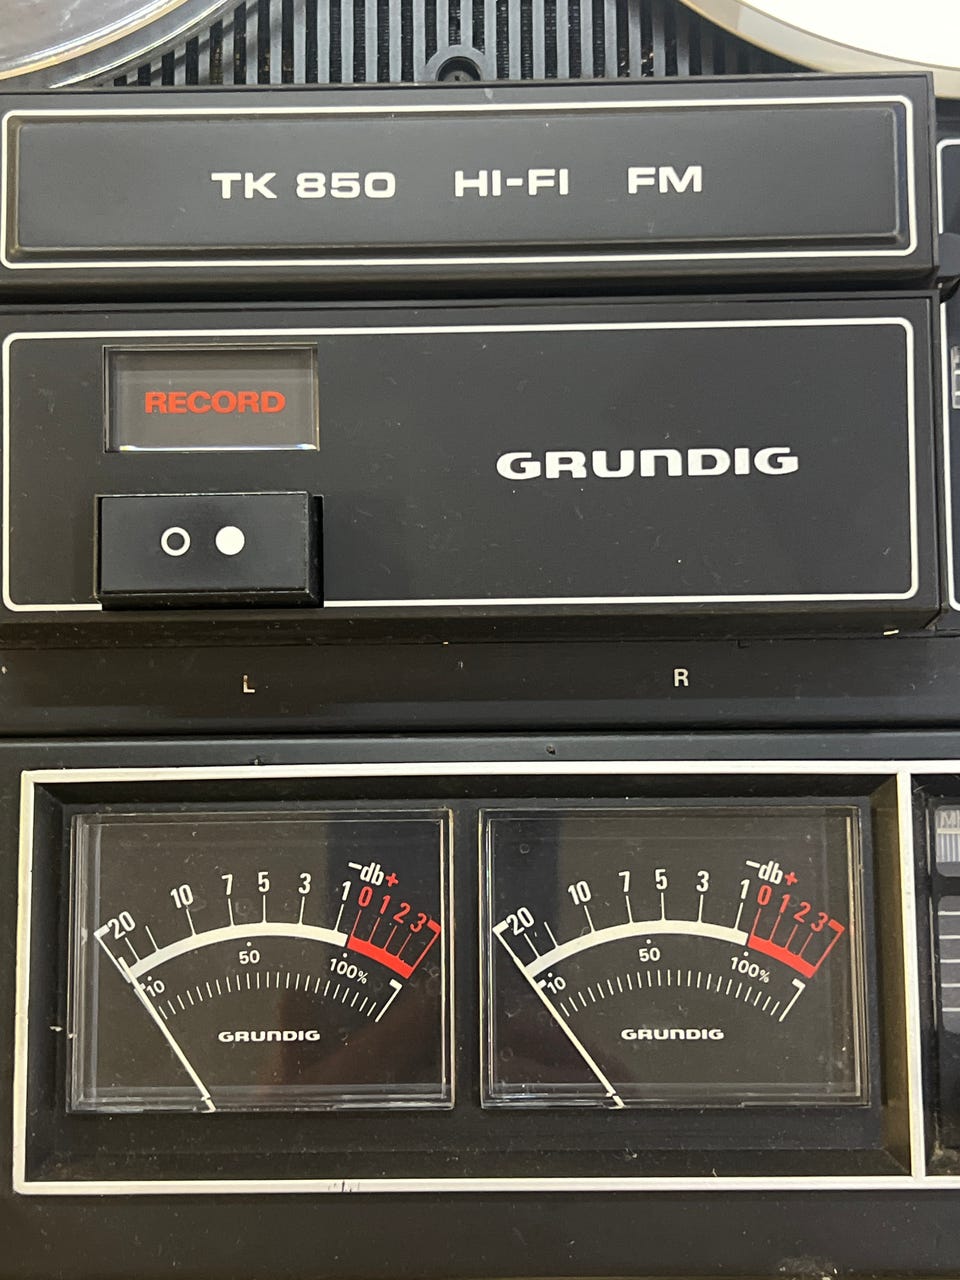 TK 850 HI-FI FM
RECORD
GRUNDIG
L R
-db+
20 10 7 5 3 1 0 1 2 3
10 50 100%
GRUNDIG
-db+
20 10 7 5 3 1 0 1 2 3
10 50 100%
GRUNDIG